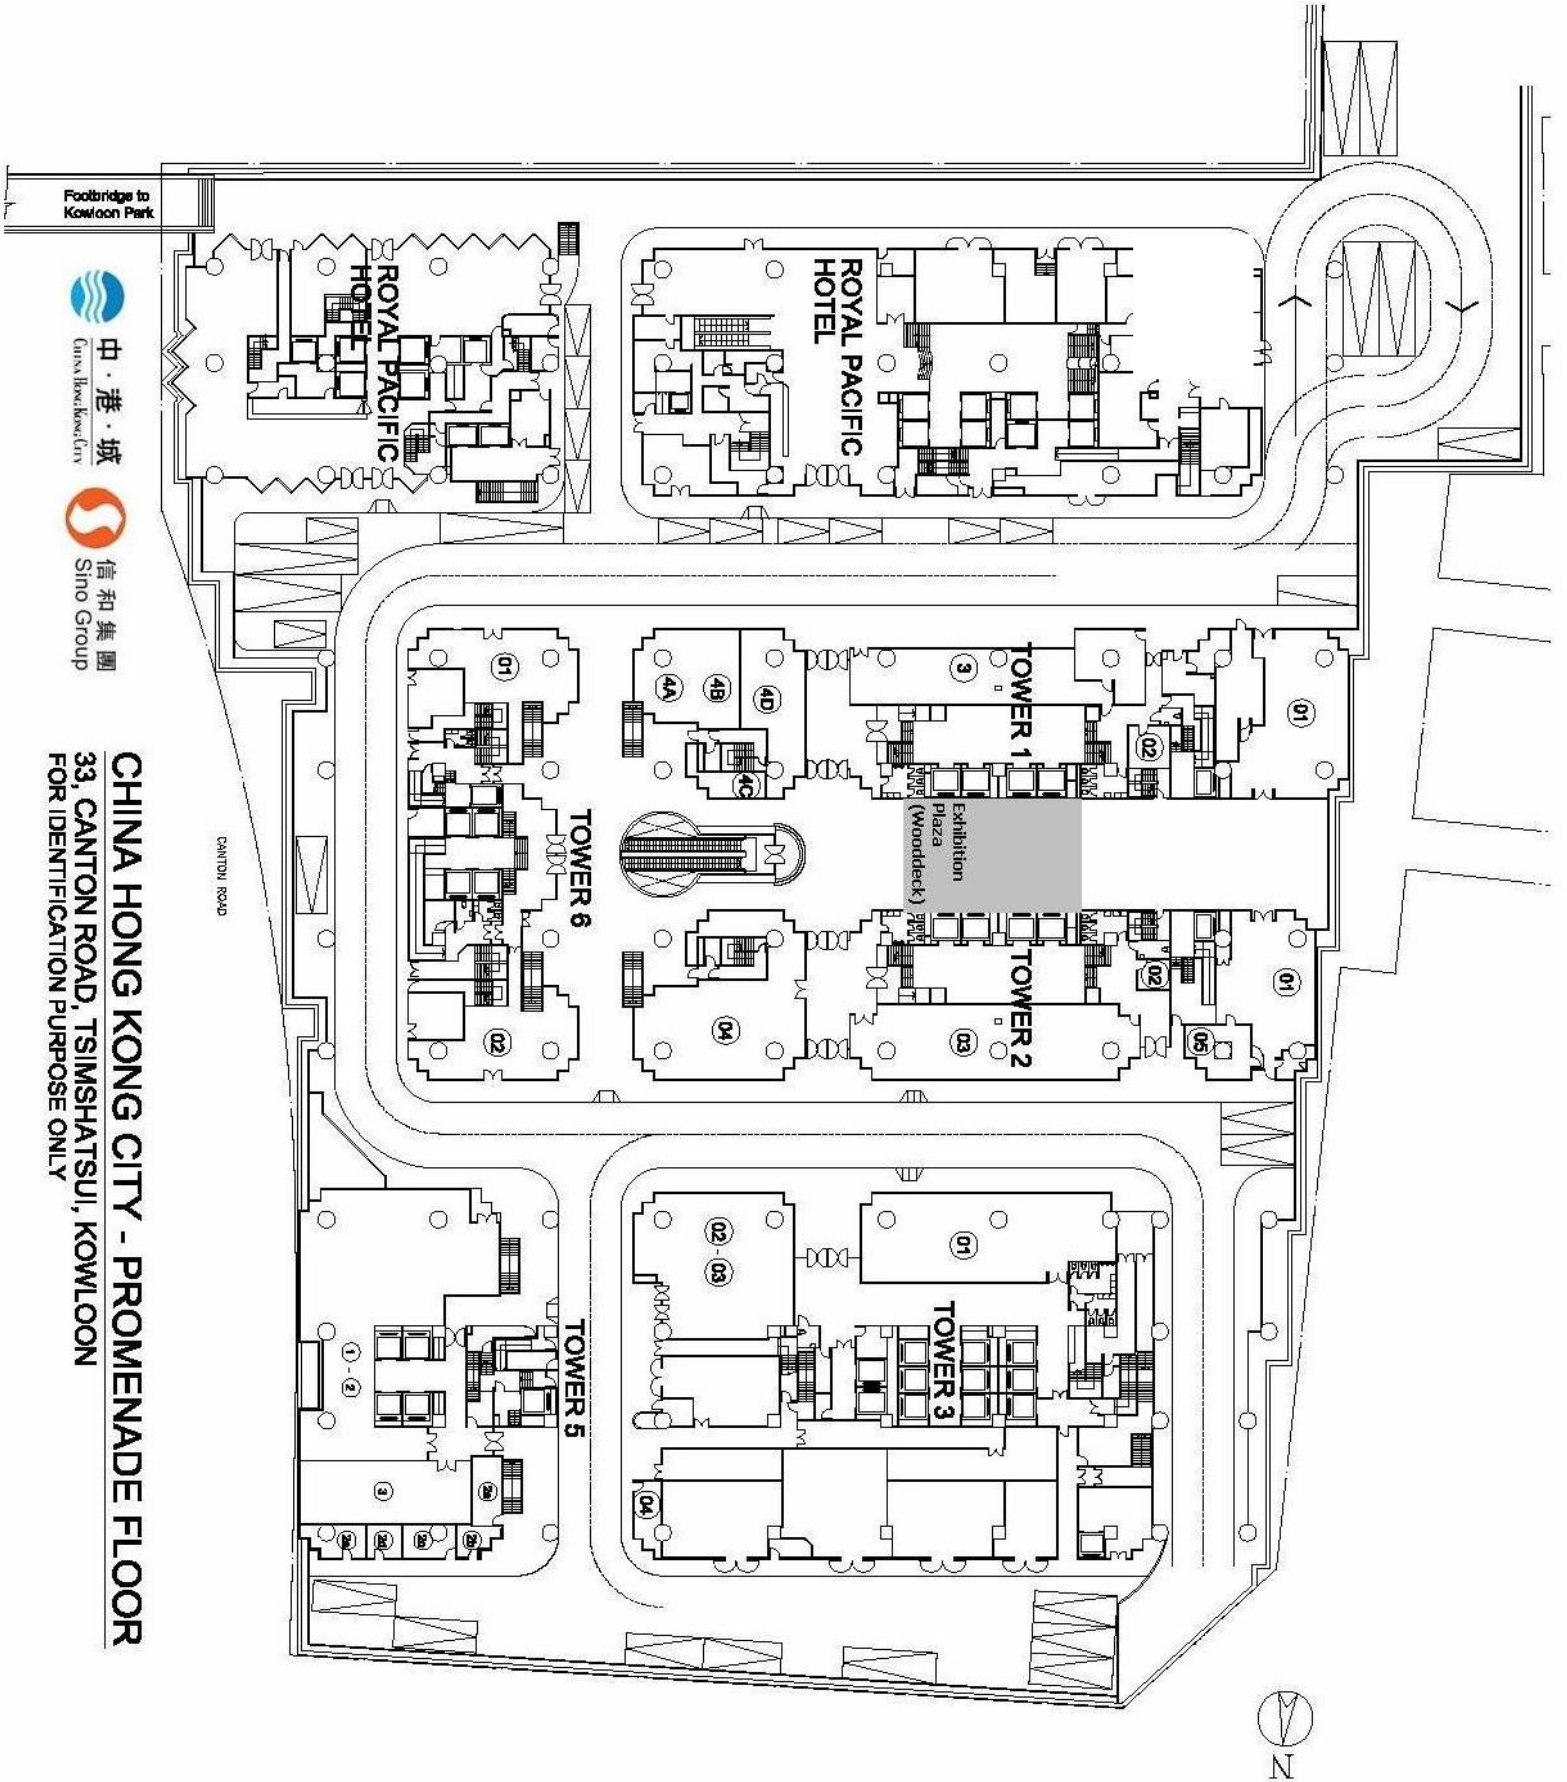 Footbridge to
Kowloon Park
ROYAL PACIFIC
HOTEL
ROYAL PACIFIC
HOTEL
TOWER 1
01
02
3
4A
4B
4C
4D
Exhibition
Plaza
(Wooddeck)
TOWER 2
01
02
03
04
05
TOWER 6
01
02
TOWER 3
01
02 - 03
04
TOWER 5
1 - 2
3
2a
2b
CANTON ROAD
N
中·港·城
CHINA HONG KONG CITY
信和集團
Sino Group
CHINA HONG KONG CITY - PROMENADE FLOOR
33, CANTON ROAD, TSIMSHATSUI, KOWLOON
FOR IDENTIFICATION PURPOSE ONLY